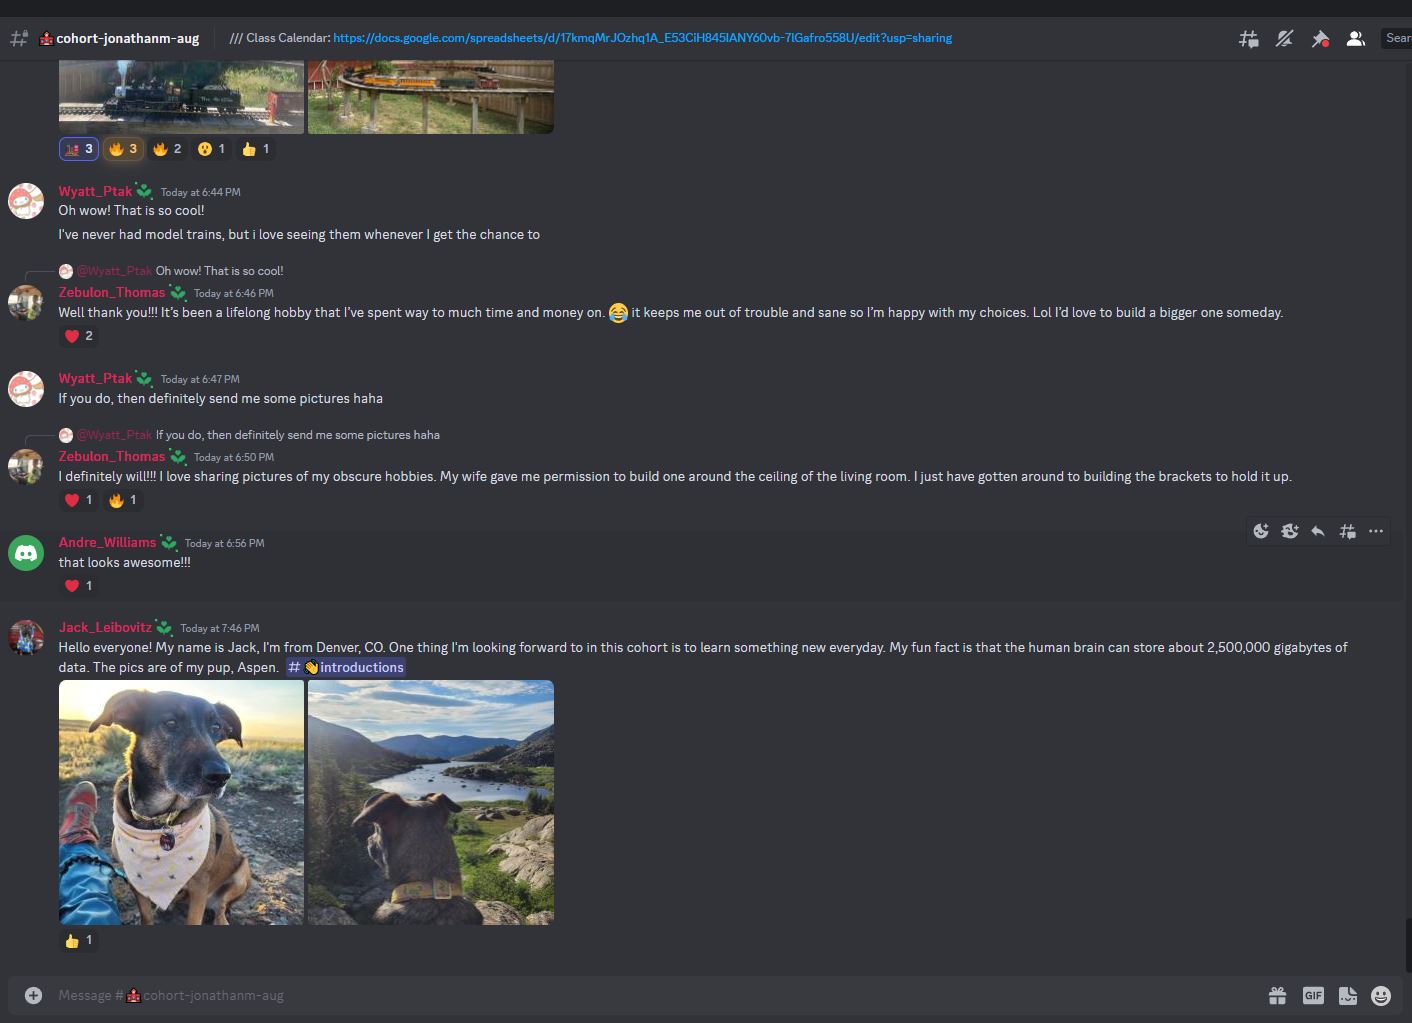 cohort-jonathanm-aug
/// Class Calendar: https://docs.google.com/spreadsheets/d/17kmqMrJOzhq1A_E53CiH845IANY60vb-7lGafro558U/edit?usp=sharing
Sear
3 3 2 1 1
Wyatt_Ptak Today at 6:44 PM
Oh wow! That is so cool!
I've never had model trains, but i love seeing them whenever I get the chance to
@Wyatt_Ptak Oh wow! That is so cool!
Zebulon_Thomas Today at 6:46 PM
Well thank you!!! It's been a lifelong hobby that I've spent way to much time and money on. 😂 it keeps me out of trouble and sane so I'm happy with my choices. Lol I'd love to build a bigger one someday.
2
Wyatt_Ptak Today at 6:47 PM
If you do, then definitely send me some pictures haha
@Wyatt_Ptak If you do, then definitely send me some pictures haha
Zebulon_Thomas Today at 6:50 PM
I definitely will!!! I love sharing pictures of my obscure hobbies. My wife gave me permission to build one around the ceiling of the living room. I just have gotten around to building the brackets to hold it up.
1 1
Andre_Williams Today at 6:56 PM
that looks awesome!!!
1
Jack_Leibovitz Today at 7:46 PM
Hello everyone! My name is Jack, I'm from Denver, CO. One thing I'm looking forward to in this cohort is to learn something new everyday. My fun fact is that the human brain can store about 2,500,000 gigabytes of
data. The pics are of my pup, Aspen. # 👋introductions
1
Message # cohort-jonathanm-aug
GIF